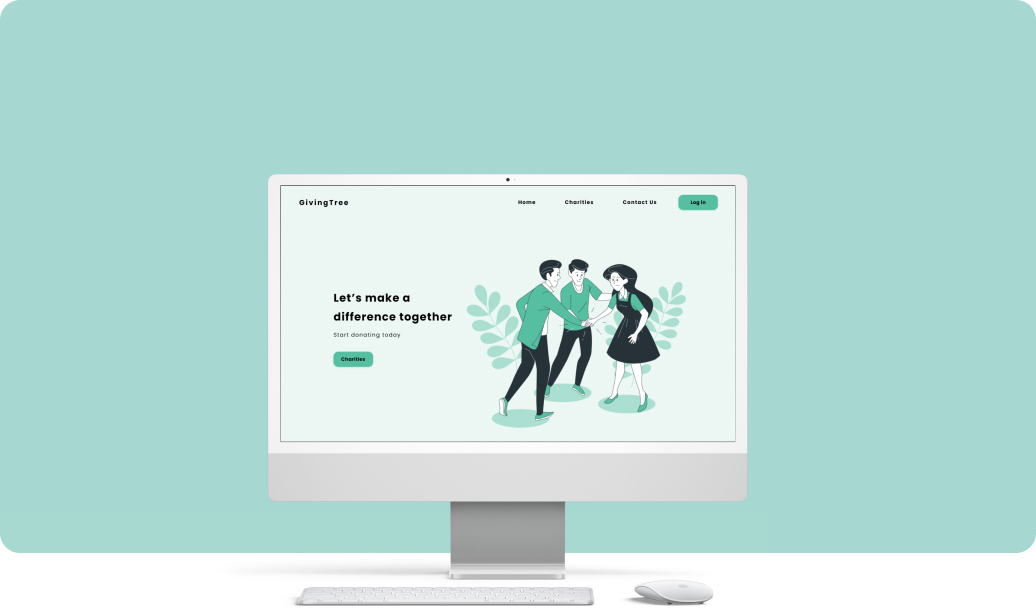 GivingTree
Home
Charities
Contact Us
Log in
Let's make a
difference together
Start donating today
Charities